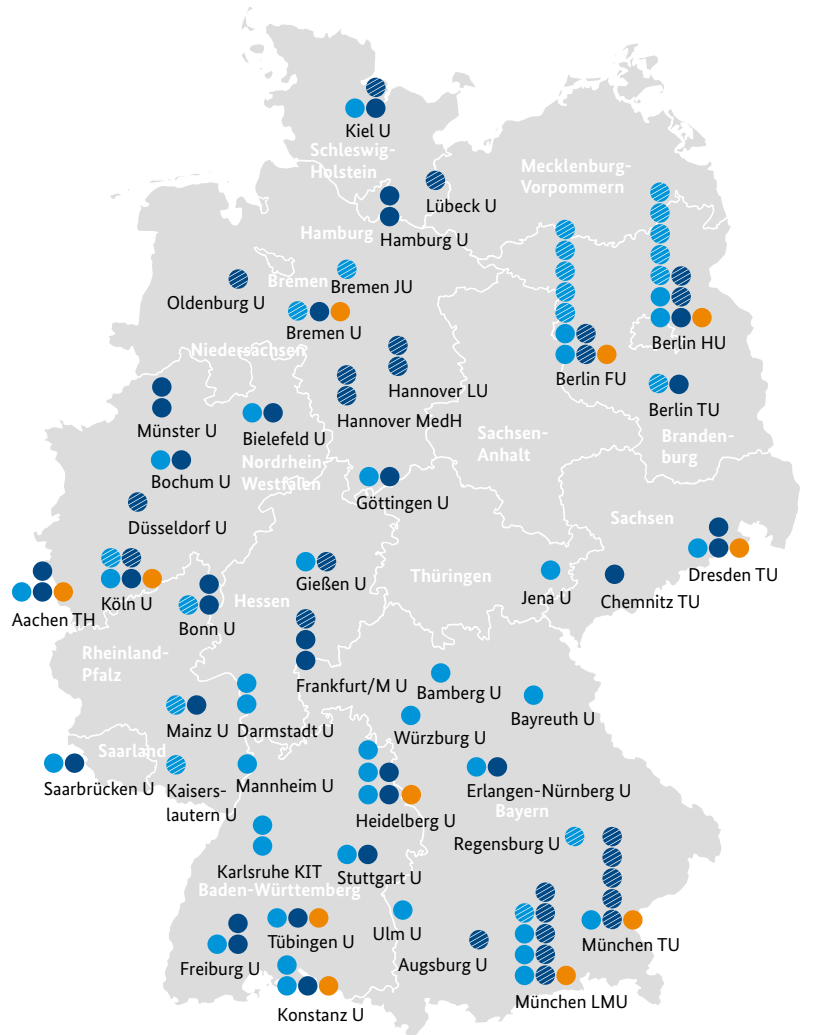 Kiel U
Schleswig-
Holstein
Mecklenburg-
Vorpommern
Lübeck U
Hamburg
Hamburg U
Bremen
Bremen JU
Oldenburg U
Bremen U
Berlin HU
Niedersachsen
Berlin FU
Hannover LU
Berlin TU
Hannover MedH
Münster U
Bielefeld U
Sachsen-
Anhalt
Branden-
burg
Nordrhein-
Westfalen
Bochum U
Göttingen U
Düsseldorf U
Sachsen
Dresden TU
Gießen U
Thüringen
Jena U
Chemnitz TU
Aachen TH
Köln U
Hessen
Bonn U
Rheinland-
Pfalz
Frankfurt/M U
Bamberg U
Bayreuth U
Mainz U
Darmstadt U
Würzburg U
Saarland
Saarbrücken U
Kaisers-
lautern U
Mannheim U
Erlangen-Nürnberg U
Bayern
Heidelberg U
Regensburg U
Karlsruhe KIT
Stuttgart U
Baden-Württemberg
Tübingen U
Ulm U
München TU
Freiburg U
Augsburg U
München LMU
Konstanz U